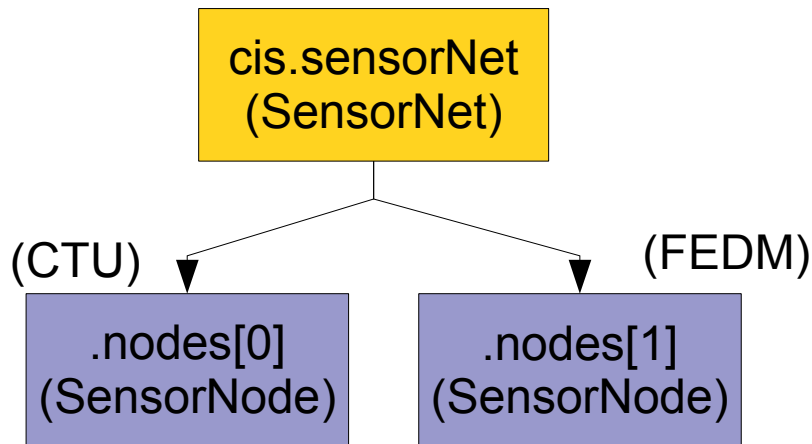 cis.sensorNet
(SensorNet)
(CTU)
(FEDM)
.nodes[0]
(SensorNode)
.nodes[1]
(SensorNode)